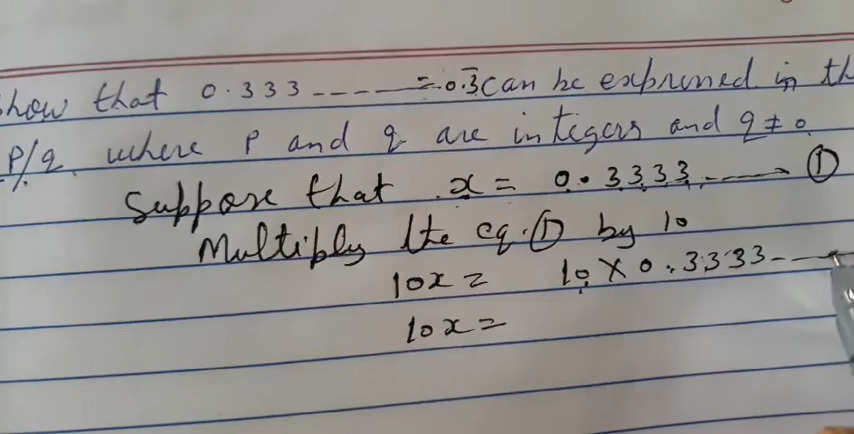 show that 0.333 ----- = 0.3̅ can be expressed in th
P/q, where P and q are integers and q ≠ 0.
Suppose that x = 0.3333 ----- ①
Multiply the eq. ① by 10
10x = 10 × 0.3333 ----
10x =